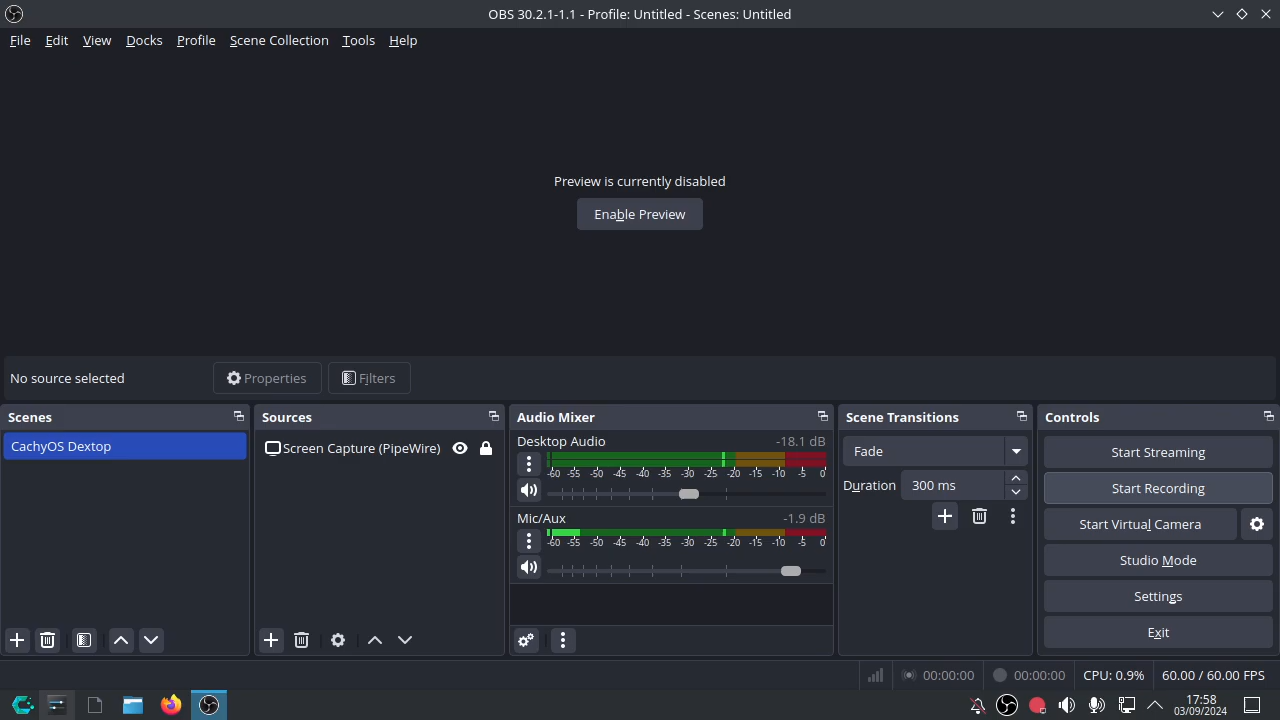 OBS 30.2.1-1.1 - Profile: Untitled - Scenes: Untitled
File Edit View Docks Profile Scene Collection Tools Help
Preview is currently disabled
Enable Preview
No source selected
Properties
Filters
Scenes
CachyOS Dextop
Sources
Screen Capture (PipeWire)
Audio Mixer
Desktop Audio -18.1 dB
-60 -55 -50 -45 -40 -35 -30 -25 -20 -15 -10 -5 0
Mic/Aux -1.9 dB
-60 -55 -50 -45 -40 -35 -30 -25 -20 -15 -10 -5 0
Scene Transitions
Fade
Duration 300 ms
Controls
Start Streaming
Start Recording
Start Virtual Camera
Studio Mode
Settings
Exit
00:00:00 00:00:00 CPU: 0.9% 60.00 / 60.00 FPS
17:58
03/09/2024